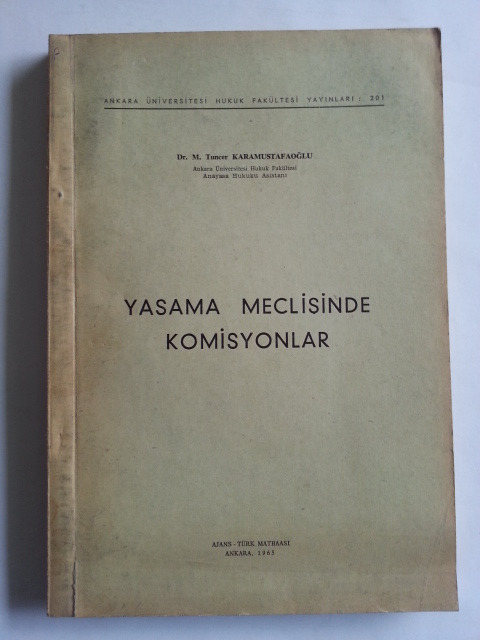 ANKARA ÜNİVERSİTESİ HUKUK FAKÜLTESİ YAYINLARI : 201
Dr. M. Tuncer KARAMUSTAFAOĞLU
Ankara Üniversitesi Hukuk Fakültesi
Anayasa Hukuku Asistanı
YASAMA MECLİSİNDE
KOMİSYONLAR
AJANS - TÜRK MATBAASI
ANKARA, 1965